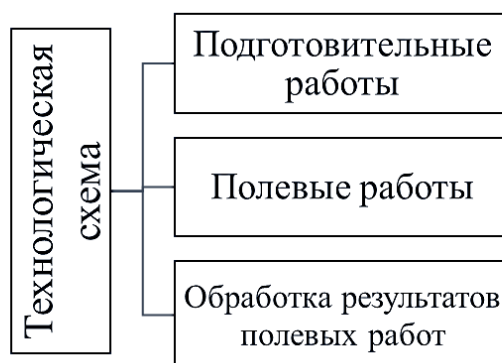 Технологическая
схема
Подготовительные
работы
Полевые работы
Обработка результатов
полевых работ